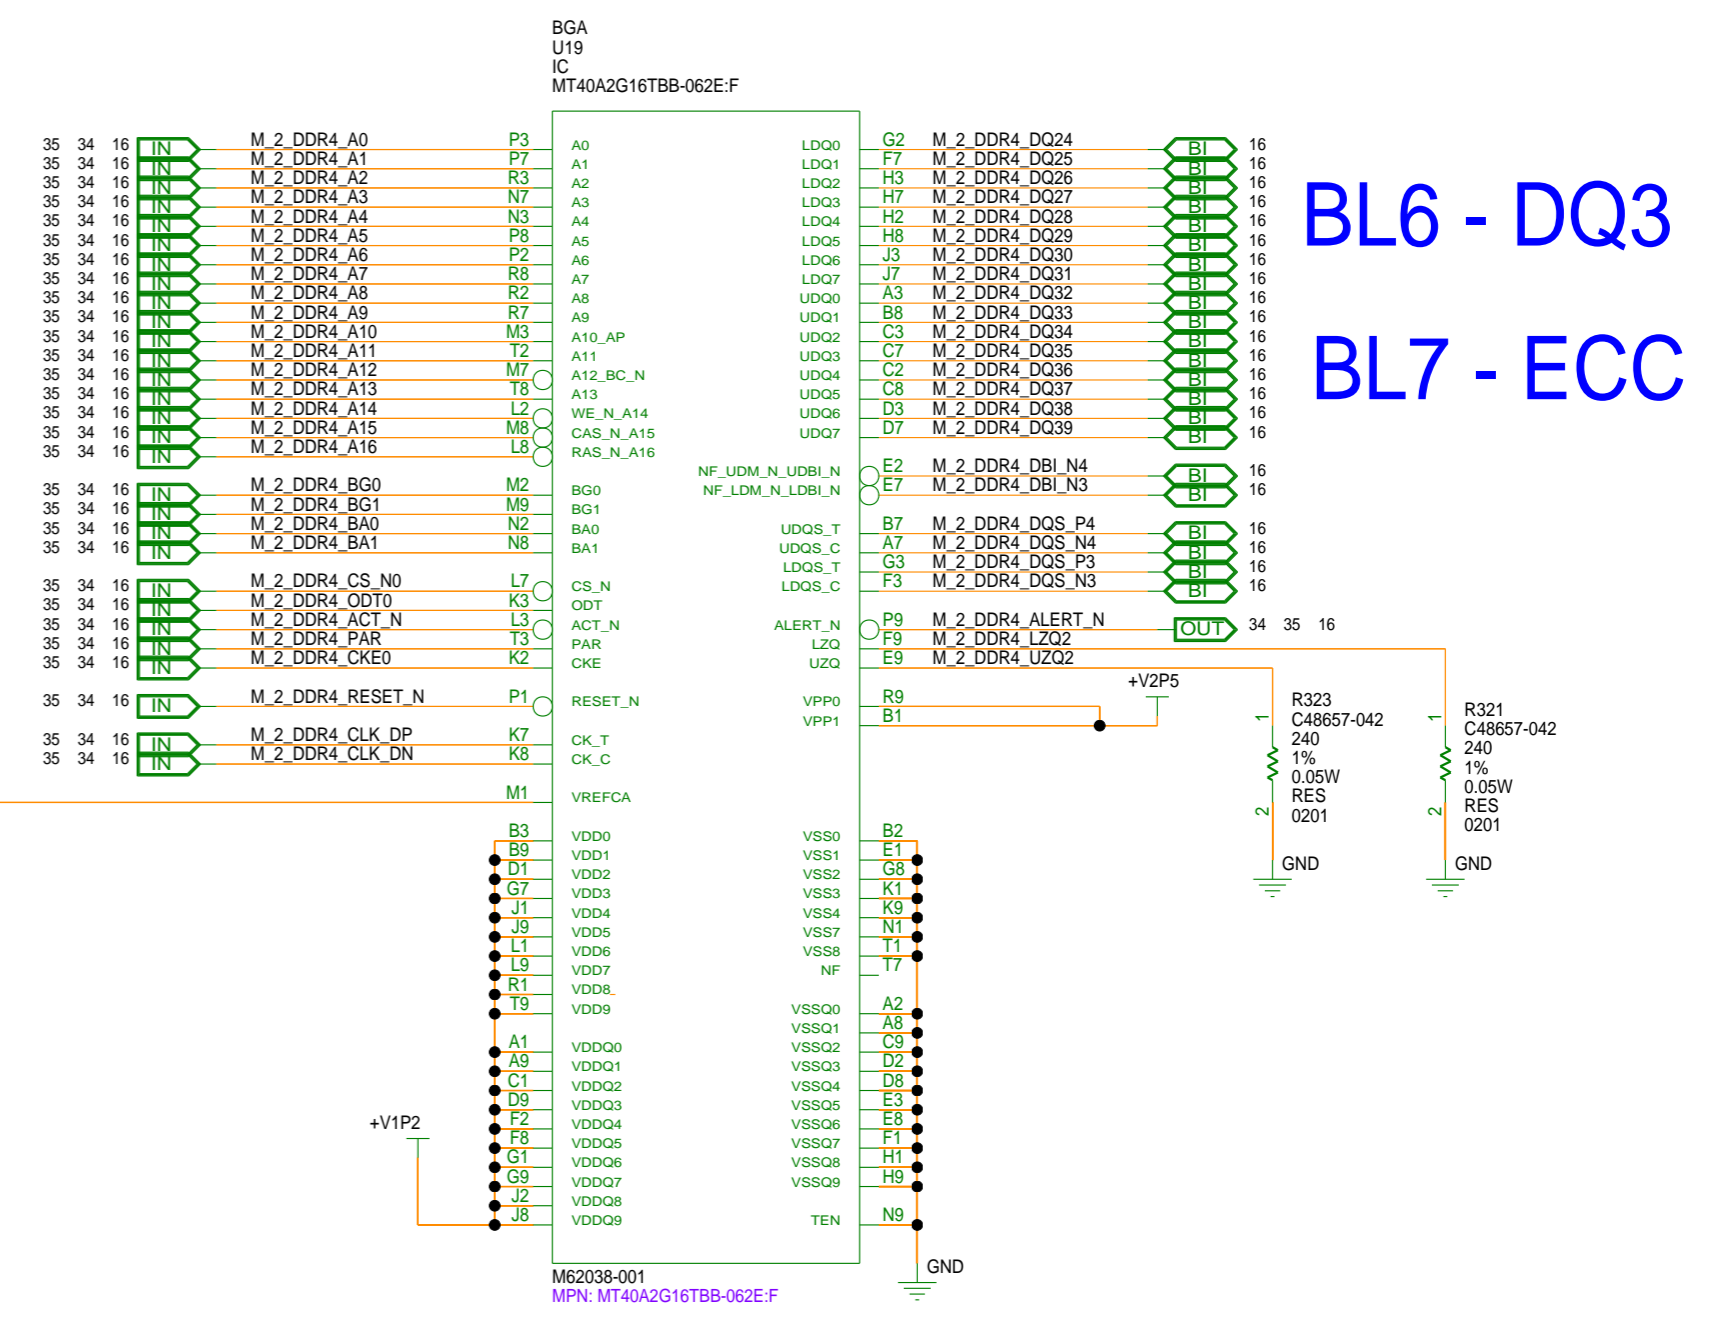 BGA
U19
IC
MT40A2G16TBB-062E:F
35 34 16 IN M_2_DDR4_A0 P3 A0 LDQ0 G2 M_2_DDR4_DQ24 BI 16
35 34 16 IN M_2_DDR4_A1 P7 A1 LDQ1 F7 M_2_DDR4_DQ25 BI 16
35 34 16 IN M_2_DDR4_A2 R3 A2 LDQ2 H3 M_2_DDR4_DQ26 BI 16
35 34 16 IN M_2_DDR4_A3 N7 A3 LDQ3 H7 M_2_DDR4_DQ27 BI 16
BL6 - DQ3
35 34 16 IN M_2_DDR4_A4 N3 A4 LDQ4 H2 M_2_DDR4_DQ28 BI 16
35 34 16 IN M_2_DDR4_A5 P8 A5 LDQ5 H8 M_2_DDR4_DQ29 BI 16
35 34 16 IN M_2_DDR4_A6 P2 A6 LDQ6 J3 M_2_DDR4_DQ30 BI 16
35 34 16 IN M_2_DDR4_A7 R8 A7 LDQ7 J7 M_2_DDR4_DQ31 BI 16
35 34 16 IN M_2_DDR4_A8 R2 A8 UDQ0 A3 M_2_DDR4_DQ32 BI 16
35 34 16 IN M_2_DDR4_A9 R7 A9 UDQ1 B8 M_2_DDR4_DQ33 BI 16
35 34 16 IN M_2_DDR4_A10 M3 A10_AP UDQ2 C3 M_2_DDR4_DQ34 BI 16
35 34 16 IN M_2_DDR4_A11 T2 A11 UDQ3 C7 M_2_DDR4_DQ35 BI 16
BL7 - ECC
35 34 16 IN M_2_DDR4_A12 M7 A12_BC_N UDQ4 C2 M_2_DDR4_DQ36 BI 16
35 34 16 IN M_2_DDR4_A13 T8 A13 UDQ5 C8 M_2_DDR4_DQ37 BI 16
35 34 16 IN M_2_DDR4_A14 L2 WE_N_A14 UDQ6 D3 M_2_DDR4_DQ38 BI 16
35 34 16 IN M_2_DDR4_A15 M8 CAS_N_A15 UDQ7 D7 M_2_DDR4_DQ39 BI 16
35 34 16 IN M_2_DDR4_A16 L8 RAS_N_A16
NF_UDM_N_UDBI_N E2 M_2_DDR4_DBI_N4 BI 16
35 34 16 IN M_2_DDR4_BG0 M2 BG0 NF_LDM_N_LDBI_N E7 M_2_DDR4_DBI_N3 BI 16
35 34 16 IN M_2_DDR4_BG1 M9 BG1
35 34 16 IN M_2_DDR4_BA0 N2 BA0 UDQS_T B7 M_2_DDR4_DQS_P4 BI 16
35 34 16 IN M_2_DDR4_BA1 N8 BA1 UDQS_C A7 M_2_DDR4_DQS_N4 BI 16
LDQS_T G3 M_2_DDR4_DQS_P3 BI 16
35 34 16 IN M_2_DDR4_CS_N0 L7 CS_N LDQS_C F3 M_2_DDR4_DQS_N3 BI 16
35 34 16 IN M_2_DDR4_ODT0 K3 ODT
35 34 16 IN M_2_DDR4_ACT_N L3 ACT_N ALERT_N P9 M_2_DDR4_ALERT_N OUT 34 35 16
35 34 16 IN M_2_DDR4_PAR T3 PAR LZQ F9 M_2_DDR4_LZQ2
35 34 16 IN M_2_DDR4_CKE0 K2 CKE UZQ E9 M_2_DDR4_UZQ2
+V2P5
35 34 16 IN M_2_DDR4_RESET_N P1 RESET_N VPP0 R9
VPP1 B1
35 34 16 IN M_2_DDR4_CLK_DP K7 CK_T
35 34 16 IN M_2_DDR4_CLK_DN K8 CK_C
1
R323
C48657-042
240
1%
0.05W
RES
0201
2
GND
1
R321
C48657-042
240
1%
0.05W
RES
0201
2
GND
M1 VREFCA
B3 VDD0 VSS0 B2
B9 VDD1 VSS1 E1
D1 VDD2 VSS2 G8
G7 VDD3 VSS3 K1
J1 VDD4 VSS4 K9
J9 VDD5 VSS7 N1
L1 VDD6 VSS8 T1
L9 VDD7 NF T7
R1 VDD8_
T9 VDD9 VSSQ0 A2
VSSQ1 A8
A1 VDDQ0 VSSQ2 C9
A9 VDDQ1 VSSQ3 D2
C1 VDDQ2 VSSQ4 D8
D9 VDDQ3 VSSQ5 E3
+V1P2 F2 VDDQ4 VSSQ6 E8
F8 VDDQ5 VSSQ7 F1
G1 VDDQ6 VSSQ8 H1
G9 VDDQ7 VSSQ9 H9
J2 VDDQ8
J8 VDDQ9 TEN N9
GND
M62038-001
MPN: MT40A2G16TBB-062E:F